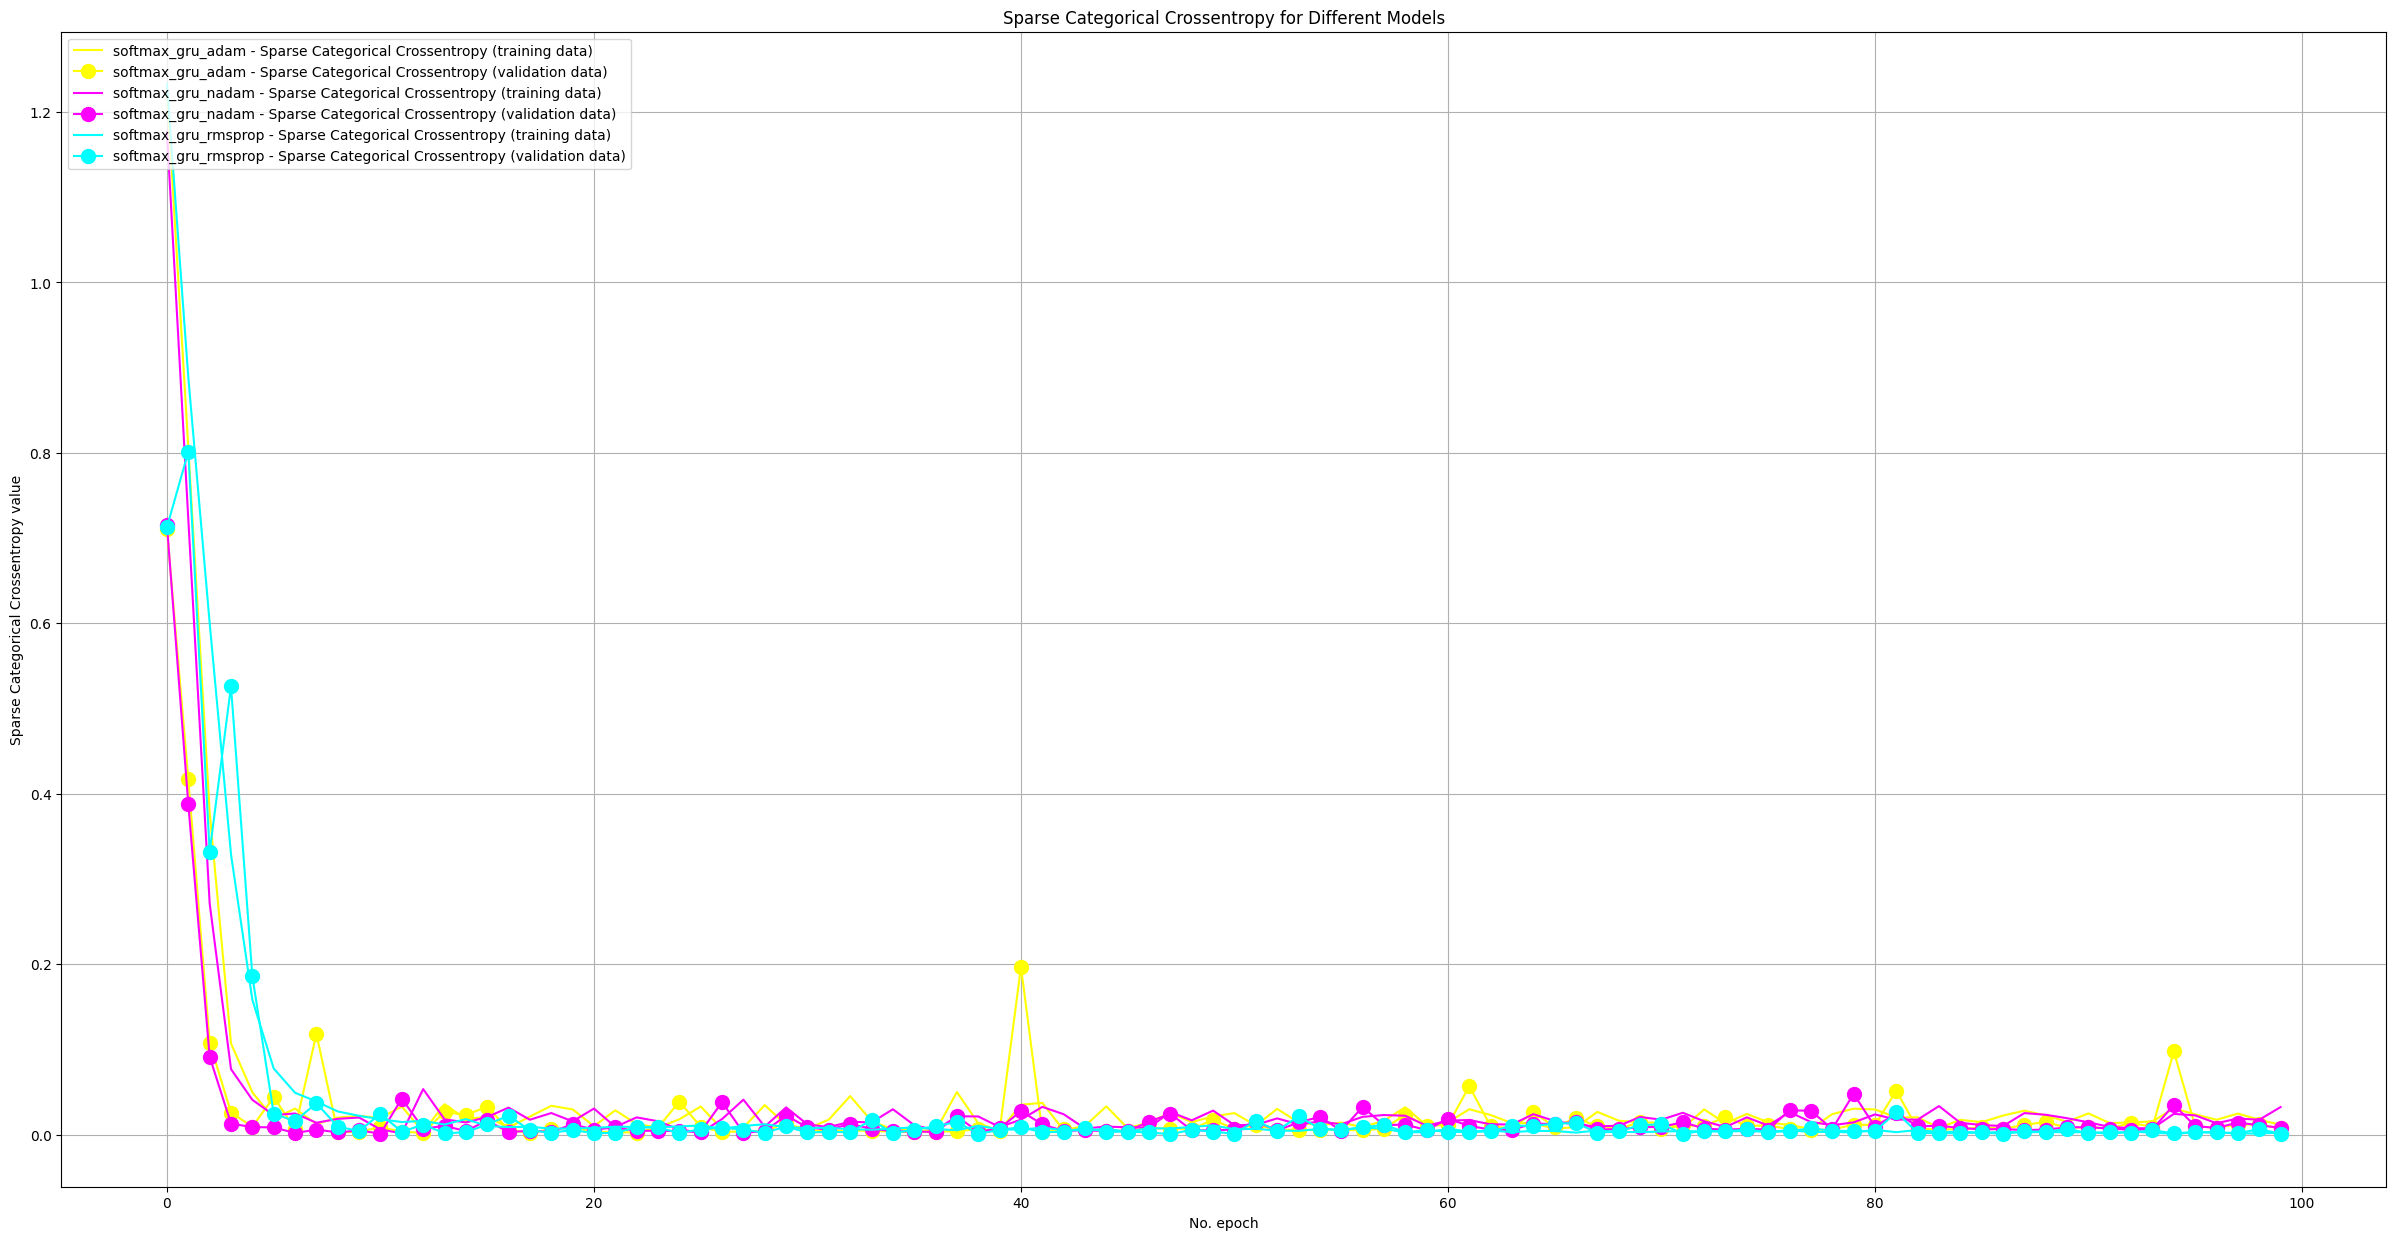 Sparse Categorical Crossentropy for Different Models
softmax_gru_adam - Sparse Categorical Crossentropy (training data)
softmax_gru_adam - Sparse Categorical Crossentropy (validation data)
softmax_gru_nadam - Sparse Categorical Crossentropy (training data)
softmax_gru_nadam - Sparse Categorical Crossentropy (validation data)
softmax_gru_rmsprop - Sparse Categorical Crossentropy (training data)
softmax_gru_rmsprop - Sparse Categorical Crossentropy (validation data)
Sparse Categorical Crossentropy value
1.2
1.0
0.8
0.6
0.4
0.2
0.0
0 20 40 60 80 100
No. epoch